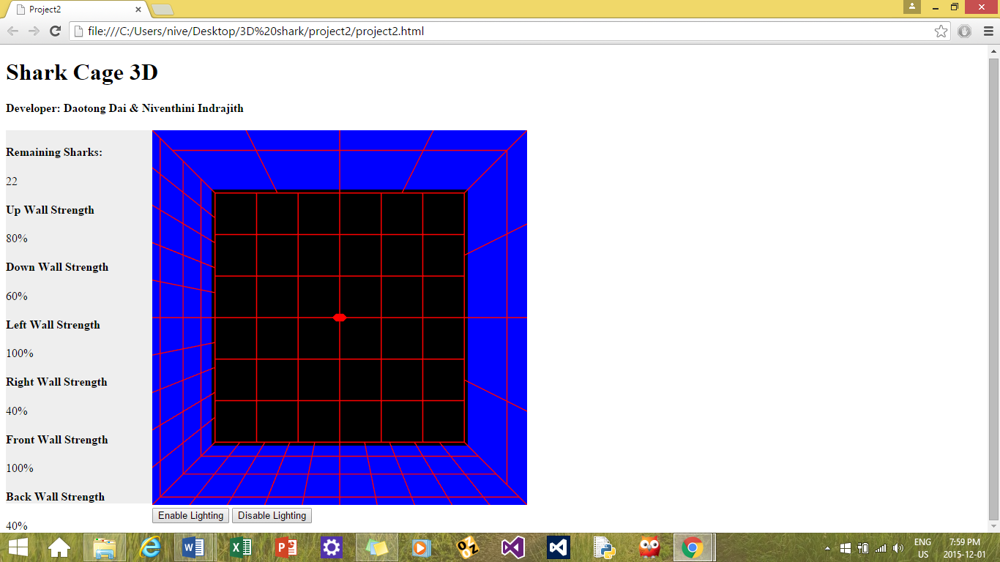 Project2
file:///C:/Users/nive/Desktop/3D%20shark/project2/project2.html
Shark Cage 3D
Developer: Daotong Dai & Niventhini Indrajith
Remaining Sharks:
22
Up Wall Strength
80%
Down Wall Strength
60%
Left Wall Strength
100%
Right Wall Strength
40%
Front Wall Strength
100%
Back Wall Strength
40%
Enable Lighting
Disable Lighting
ENG
US
7:59 PM
2015-12-01